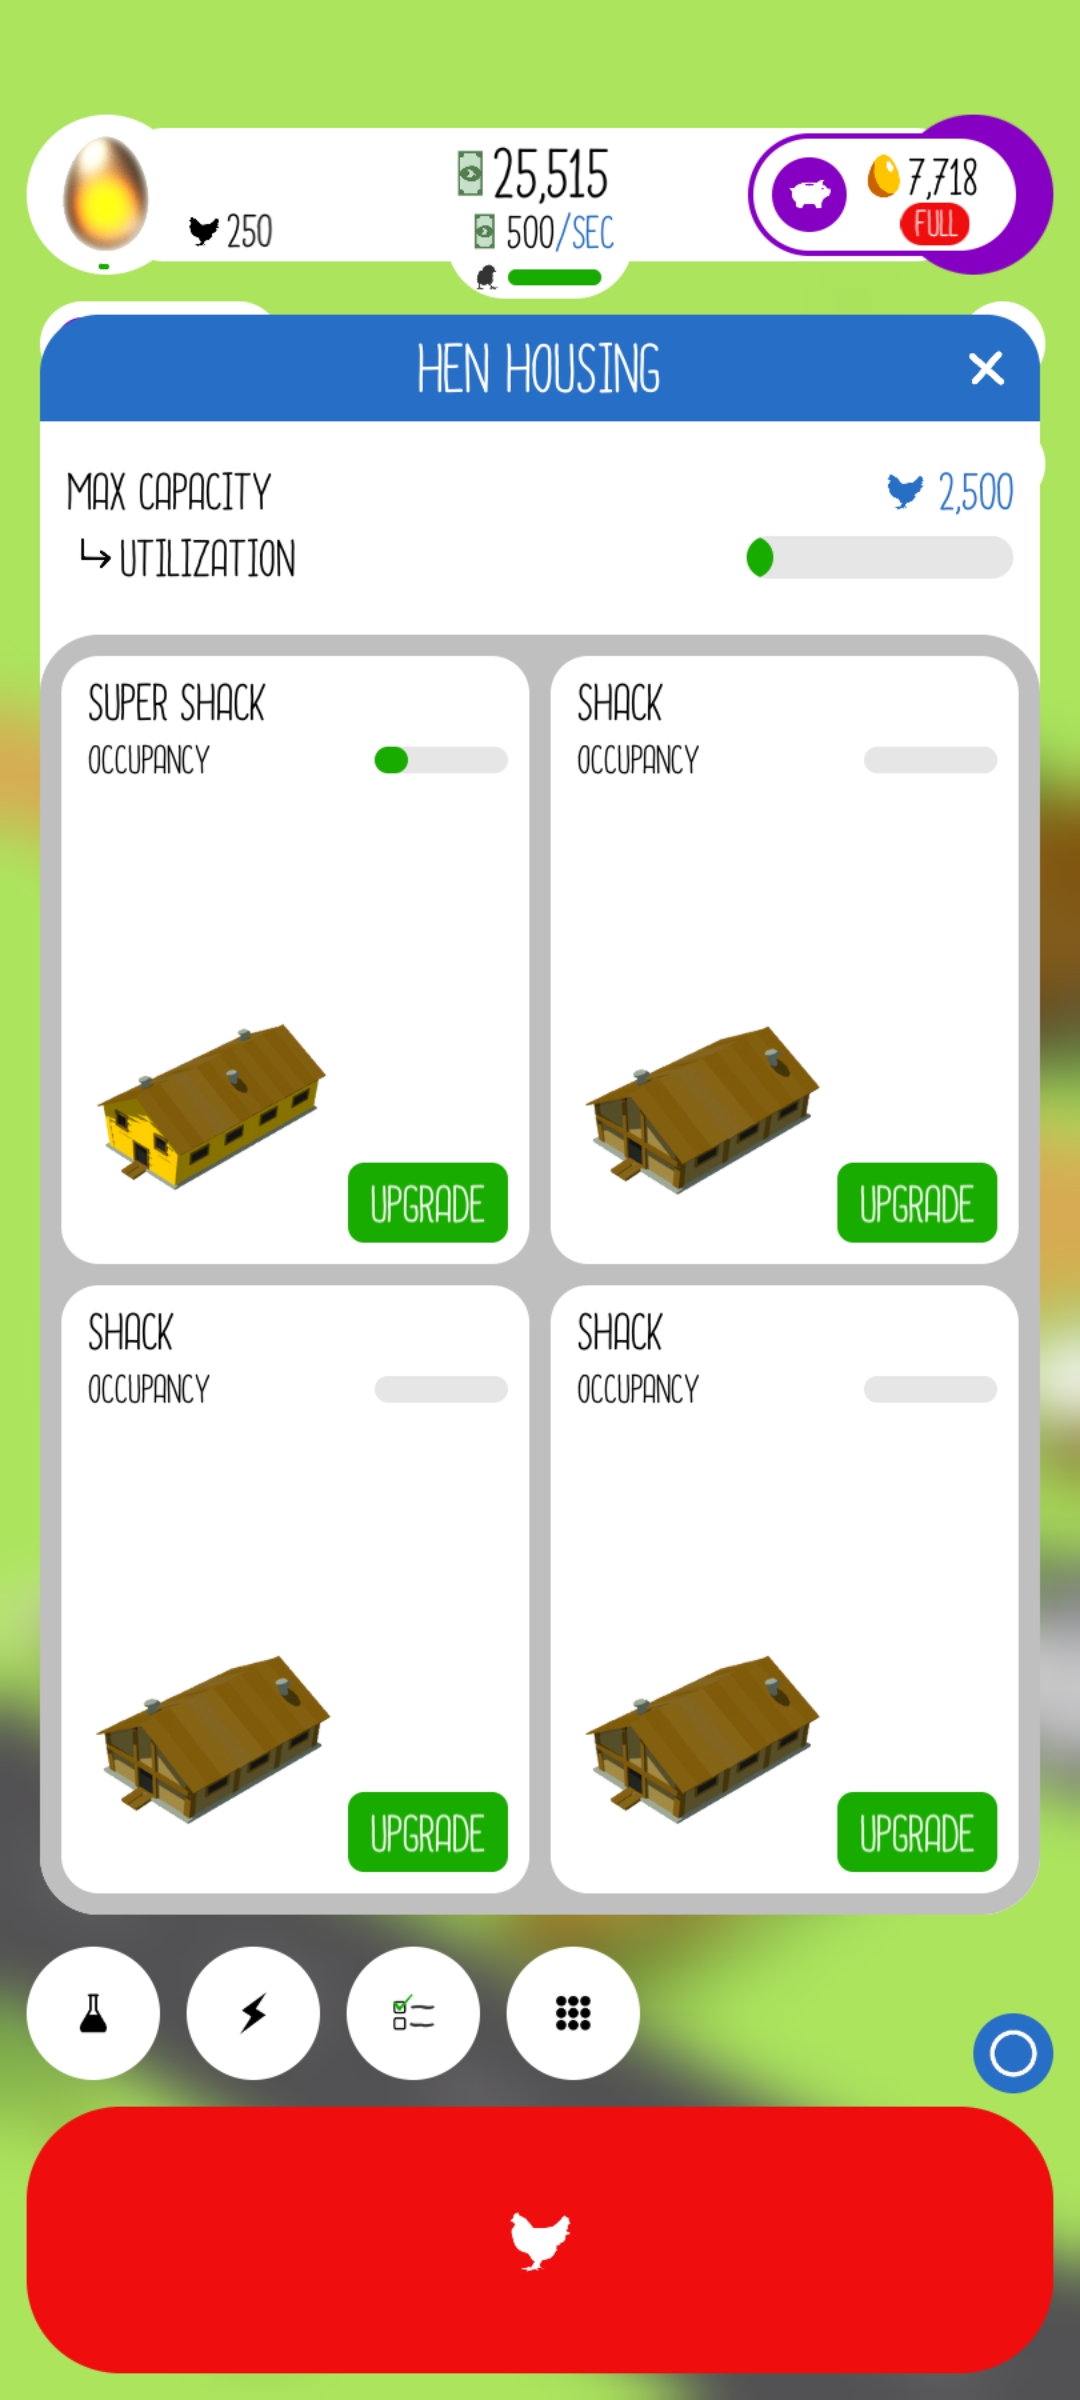 25,515
7,718
250
500/SEC
FULL
HEN HOUSING
MAX CAPACITY
2,500
UTILIZATION
SUPER SHACK
OCCUPANCY
UPGRADE
SHACK
OCCUPANCY
UPGRADE
SHACK
OCCUPANCY
UPGRADE
SHACK
OCCUPANCY
UPGRADE